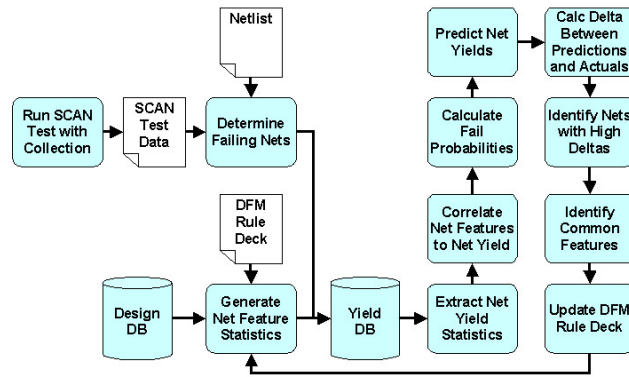 Netlist
Run SCAN
Test with
Collection
SCAN
Test
Data
Determine
Failing Nets
DFM
Rule
Deck
Design
DB
Generate
Net Feature
Statistics
Yield
DB
Extract Net
Yield
Statistics
Correlate
Net Features
to Net Yield
Calculate
Fail
Probabilities
Predict Net
Yields
Calc Delta
Between
Predictions
and Actuals
Identify Nets
with High
Deltas
Identify
Common
Features
Update DFM
Rule Deck